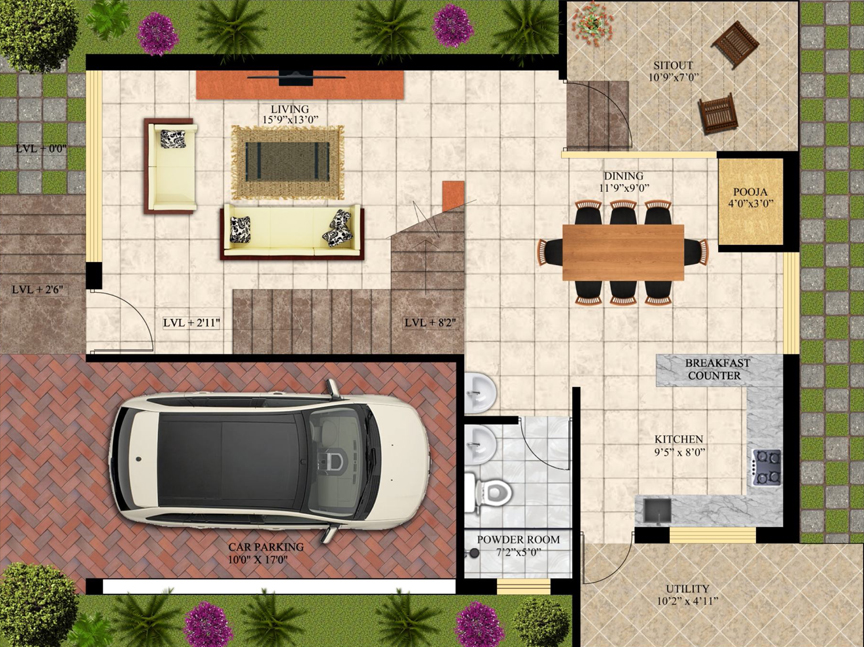 SITOUT
10'9"x7'0"
LIVING
15'9"x13'0"
LVL + 0'0"
DINING
11'9"x9'0"
POOJA
4'0"x3'0"
LVL + 2'6"
LVL + 2'11"
LVL + 8'2"
BREAKFAST
COUNTER
KITCHEN
9'5" x 8'0"
CAR PARKING
10'0" X 17'0"
POWDER ROOM
7'2"x5'0"
UTILITY
10'2" x 4'11"